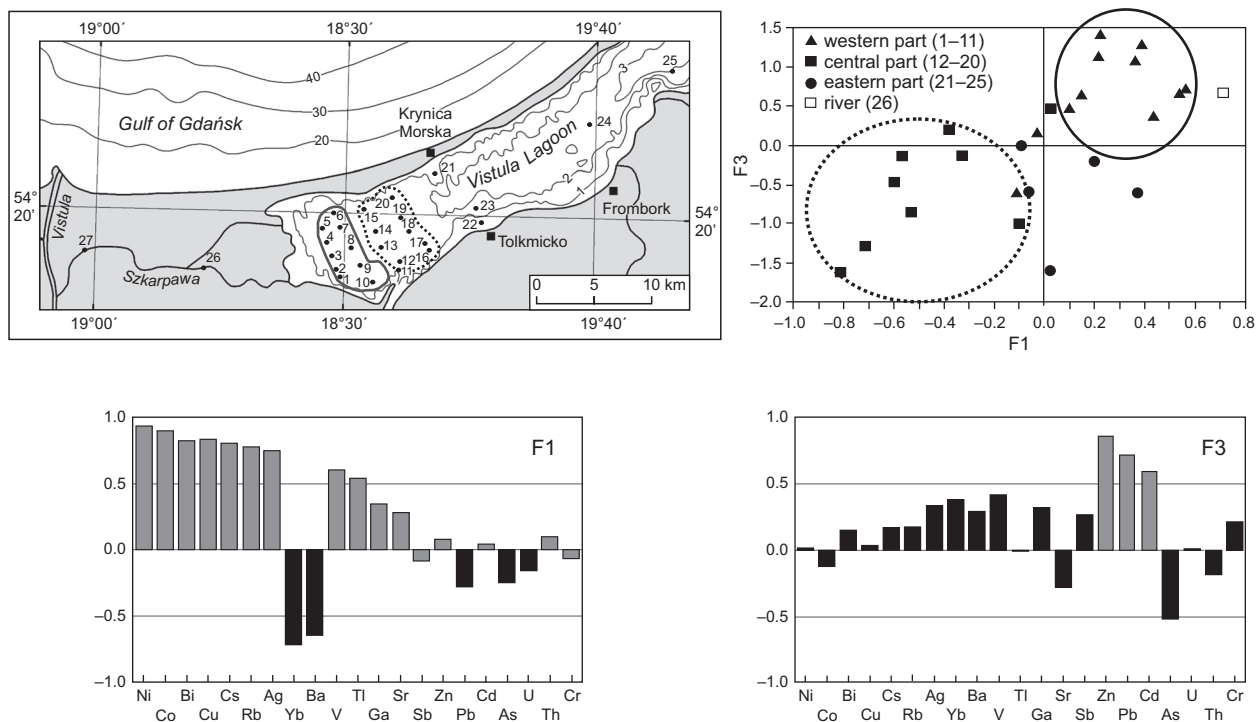 19°00'
18°30'
19°40'
40
30
20
Gulf of Gdańsk
Krynica
Morska
Vistula Lagoon
25
24
21
3
2
1
54°
20'
54°
20'
Vistula
27
26
Szkarpawa
23
22
Frombork
Tolkmicko
5
6
7
4
8
3
2
1
9
10
20
15
19
14
18
13
17
16
12
11
0 5 10 km
19°00'
18°30'
19°40'
1.5
1.0
0.5
0.0
–0.5
–1.0
–1.5
–2.0
F3
western part (1–11)
central part (12–20)
eastern part (21–25)
river (26)
–1.0 –0.8 –0.6 –0.4 –0.2 0.0 0.2 0.4 0.6 0.8
F1
1.0
0.5
0.0
–0.5
–1.0
F1
Ni Bi Cs Ag Ba Tl Sr Zn Cd U Cr
Co Cu Rb Yb V Ga Sb Pb As Th
1.0
0.5
0.0
–0.5
–1.0
F3
Ni Bi Cs Ag Ba Tl Sr Zn Cd U Cr
Co Cu Rb Yb V Ga Sb Pb As Th